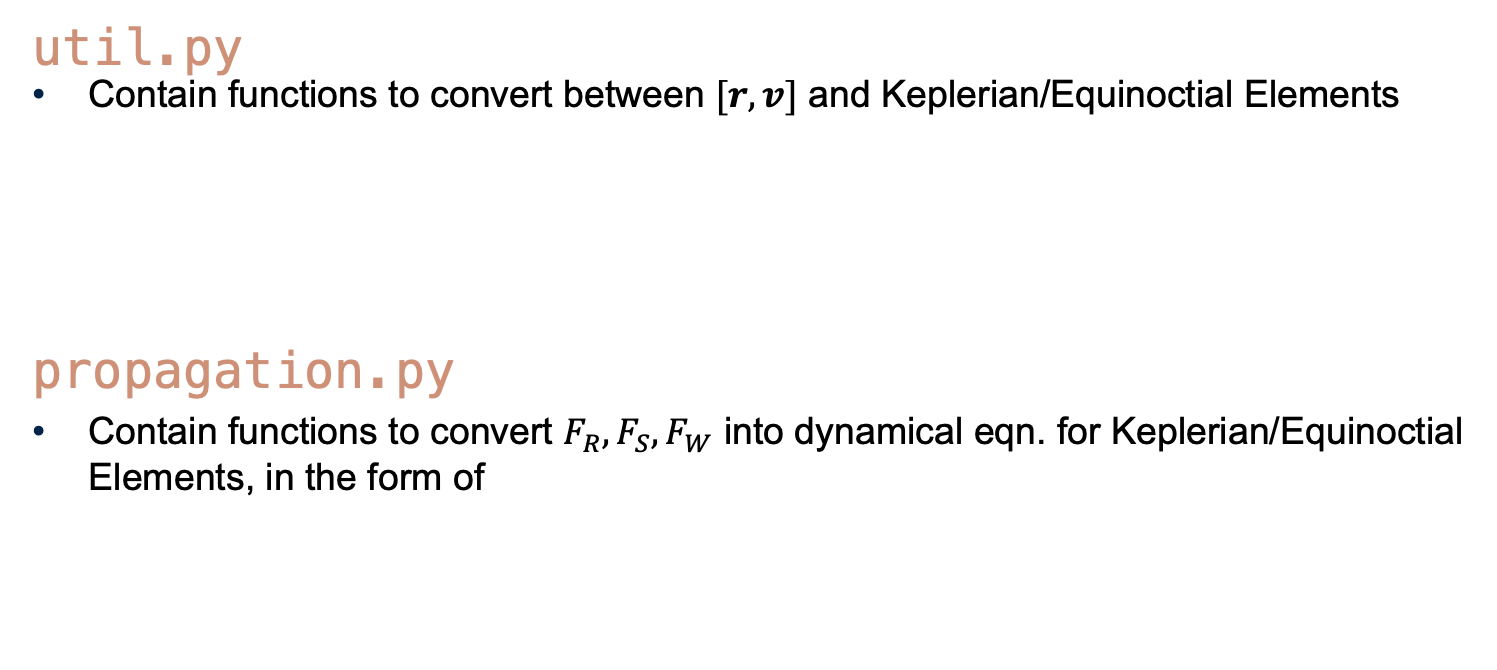 util.py
• Contain functions to convert between [r, v] and Keplerian/Equinoctial Elements
propagation.py
• Contain functions to convert F_R, F_S, F_W into dynamical eqn. for Keplerian/Equinoctial
Elements, in the form of